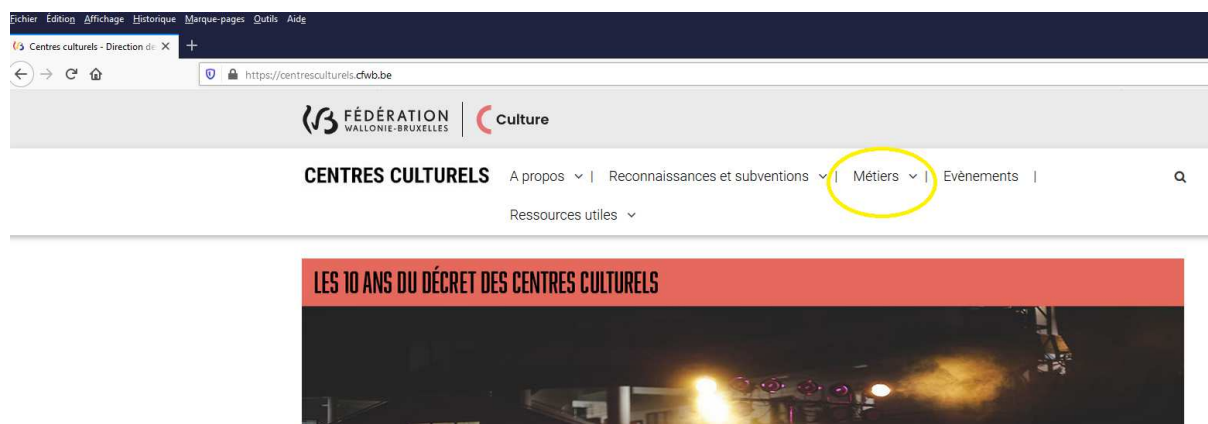 Fichier Édition Affichage Historique Marque-pages Outils Aide
Centres culturels - Direction de
https://centresculturels.cfwb.be
FÉDÉRATION
WALLONIE-BRUXELLES
Culture
CENTRES CULTURELS A propos | Reconnaissances et subventions | Métiers | Evènements |
Ressources utiles
LES 10 ANS DU DÉCRET DES CENTRES CULTURELS